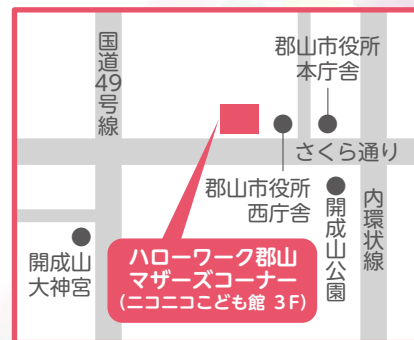 国道49号線
郡山市役所
本庁舎
さくら通り
郡山市役所
西庁舎
開成山公園
内環状線
開成山
大神宮
ハローワーク郡山
マザーズコーナー
(ニコニコこども館 3F)